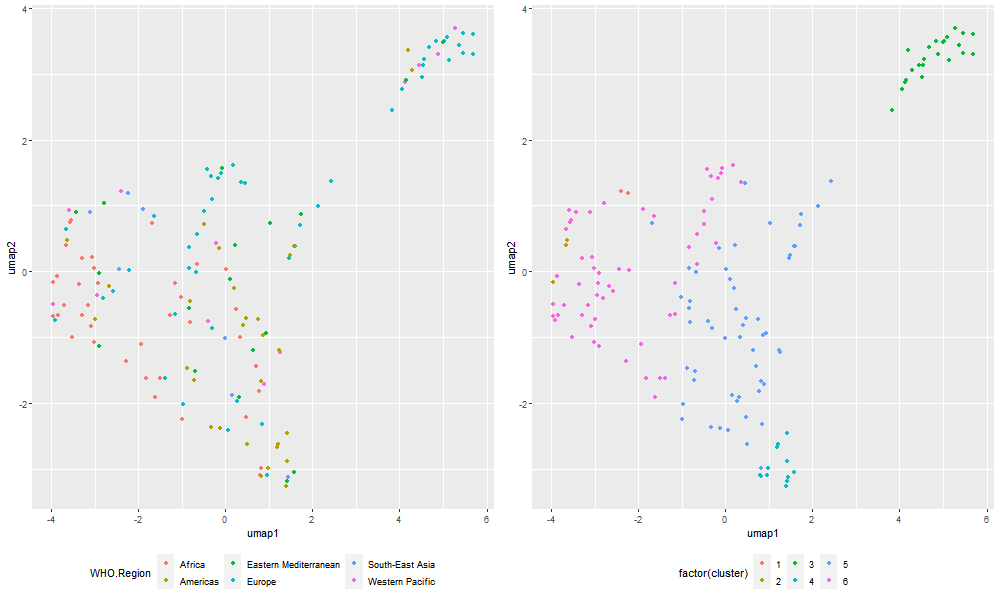 4
2
0
-2
umap2
-4
-2
0
2
4
6
umap1
WHO.Region
Africa
Americas
Eastern Mediterranean
Europe
South-East Asia
Western Pacific
4
2
0
-2
umap2
-4
-2
0
2
4
6
umap1
factor(cluster)
1
2
3
4
5
6